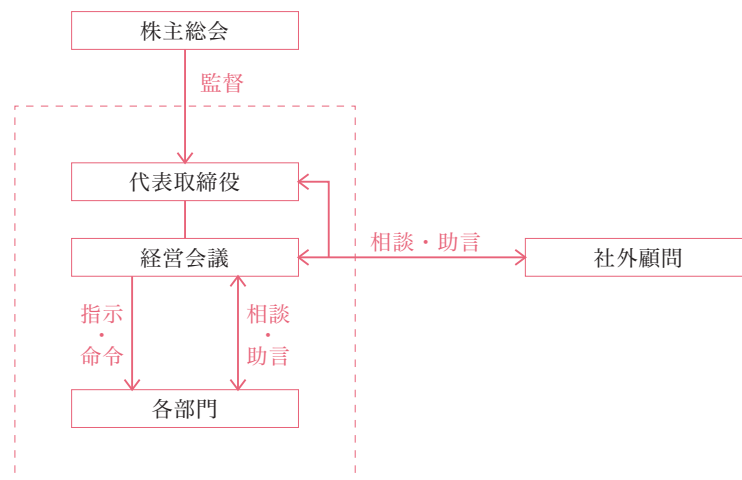 株主総会
監督
代表取締役
経営会議
相談・助言
社外顧問
指示
・
命令
相談
・
助言
各部門